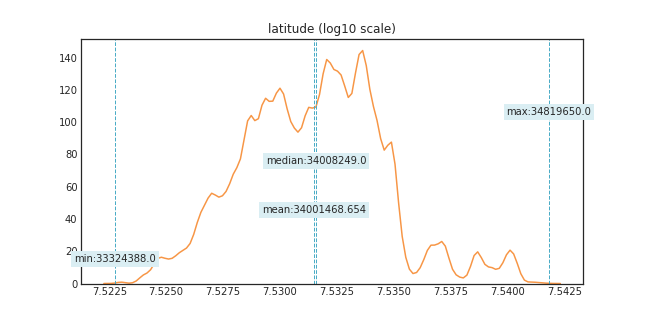 latitude (log10 scale)
140
120
100
80
60
40
20
0
max:34819650.0
median:34008249.0
mean:34001468.654
min:33324388.0
7.5225 7.5250 7.5275 7.5300 7.5325 7.5350 7.5375 7.5400 7.5425